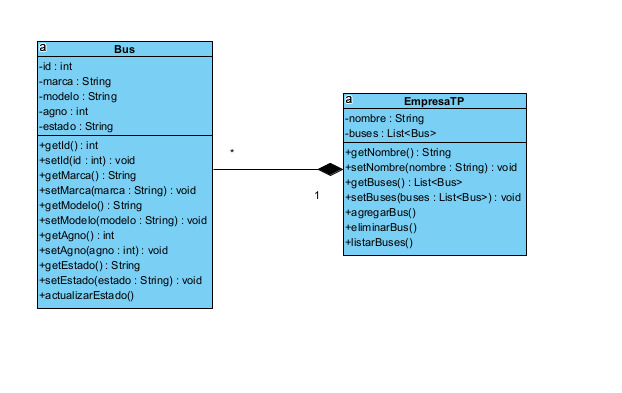 a
Bus
-id : int
-marca : String
-modelo : String
-agno : int
-estado : String
+getId() : int
+setId(id : int) : void
+getMarca() : String
+setMarca(marca : String) : void
+getModelo() : String
+setModelo(modelo : String) : void
+getAgno() : int
+setAgno(agno : int) : void
+getEstado() : String
+setEstado(estado : String) : void
+actualizarEstado()
*
1
a
EmpresaTP
-nombre : String
-buses : List<Bus>
+getNombre() : String
+setNombre(nombre : String) : void
+getBuses() : List<Bus>
+setBuses(buses : List<Bus>) : void
+agregarBus()
+eliminarBus()
+listarBuses()